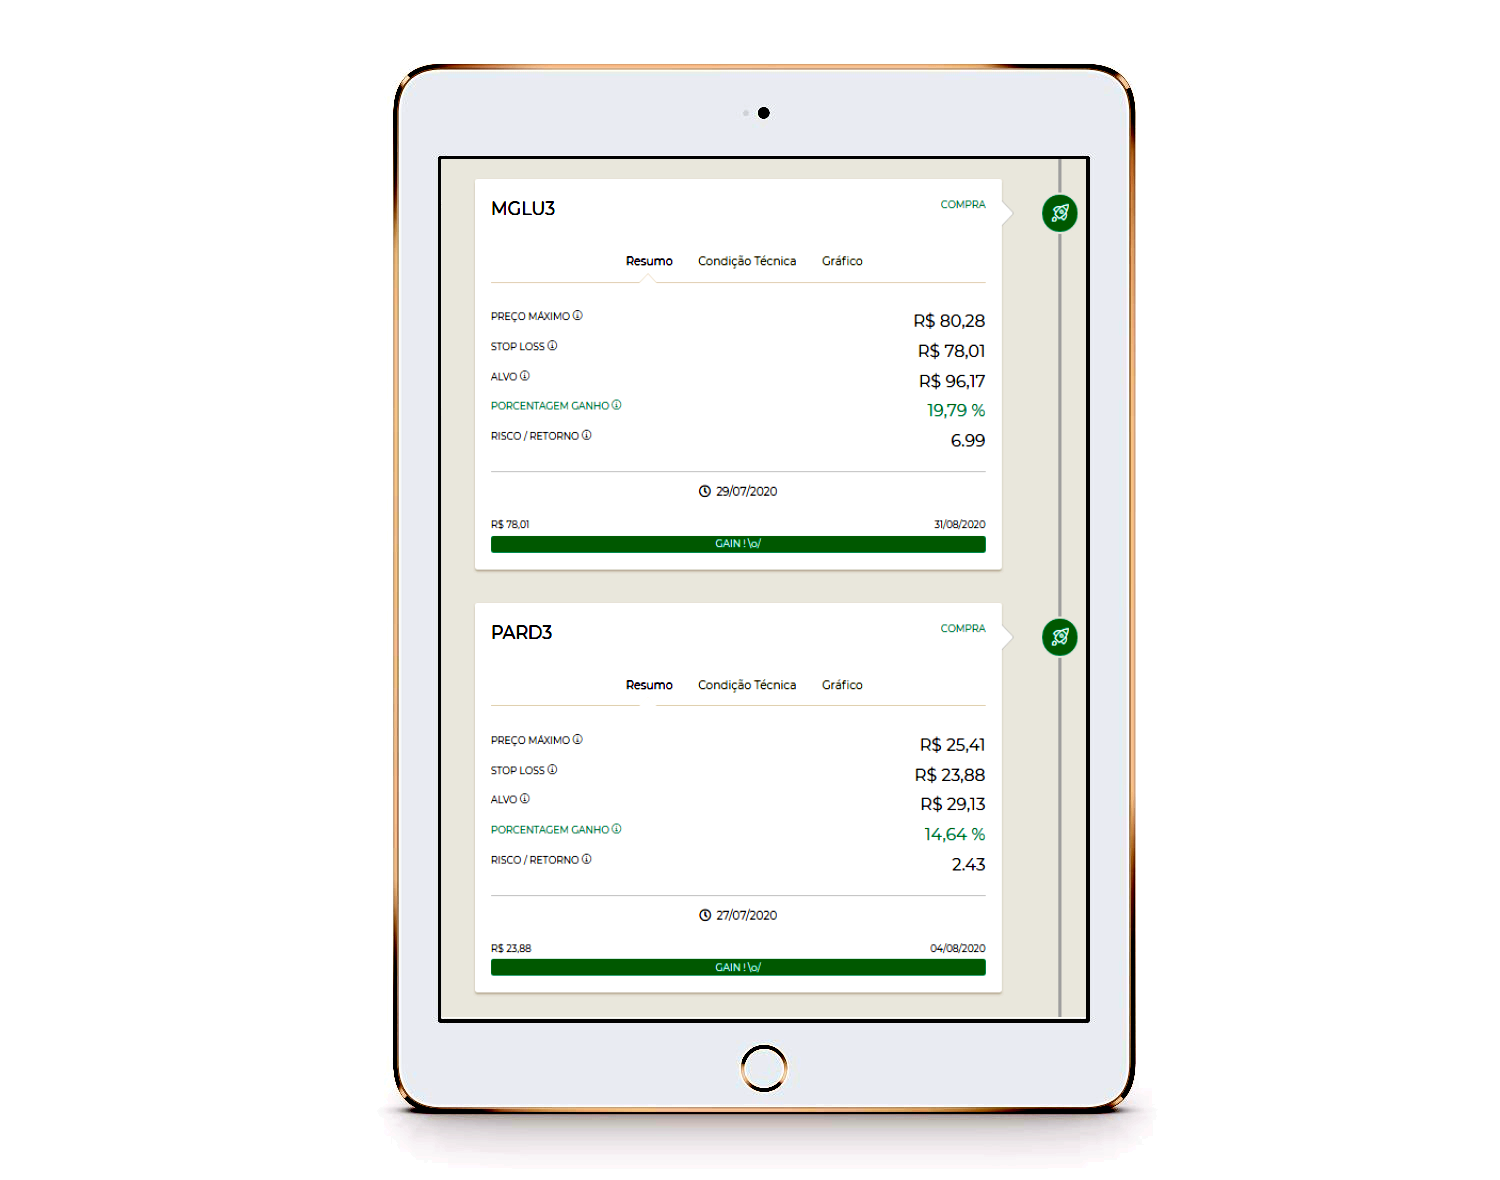 MGLU3 COMPRA
Resumo Condição Técnica Gráfico
PREÇO MÁXIMO R$ 80,28
STOP LOSS R$ 78,01
ALVO R$ 96,17
PORCENTAGEM GANHO 19,79 %
RISCO / RETORNO 6.99
29/07/2020
R$ 78,01 31/08/2020
GAIN ! \o/
PARD3 COMPRA
Resumo Condição Técnica Gráfico
PREÇO MÁXIMO R$ 25,41
STOP LOSS R$ 23,88
ALVO R$ 29,13
PORCENTAGEM GANHO 14,64 %
RISCO / RETORNO 2.43
27/07/2020
R$ 23,88 04/08/2020
GAIN ! \o/